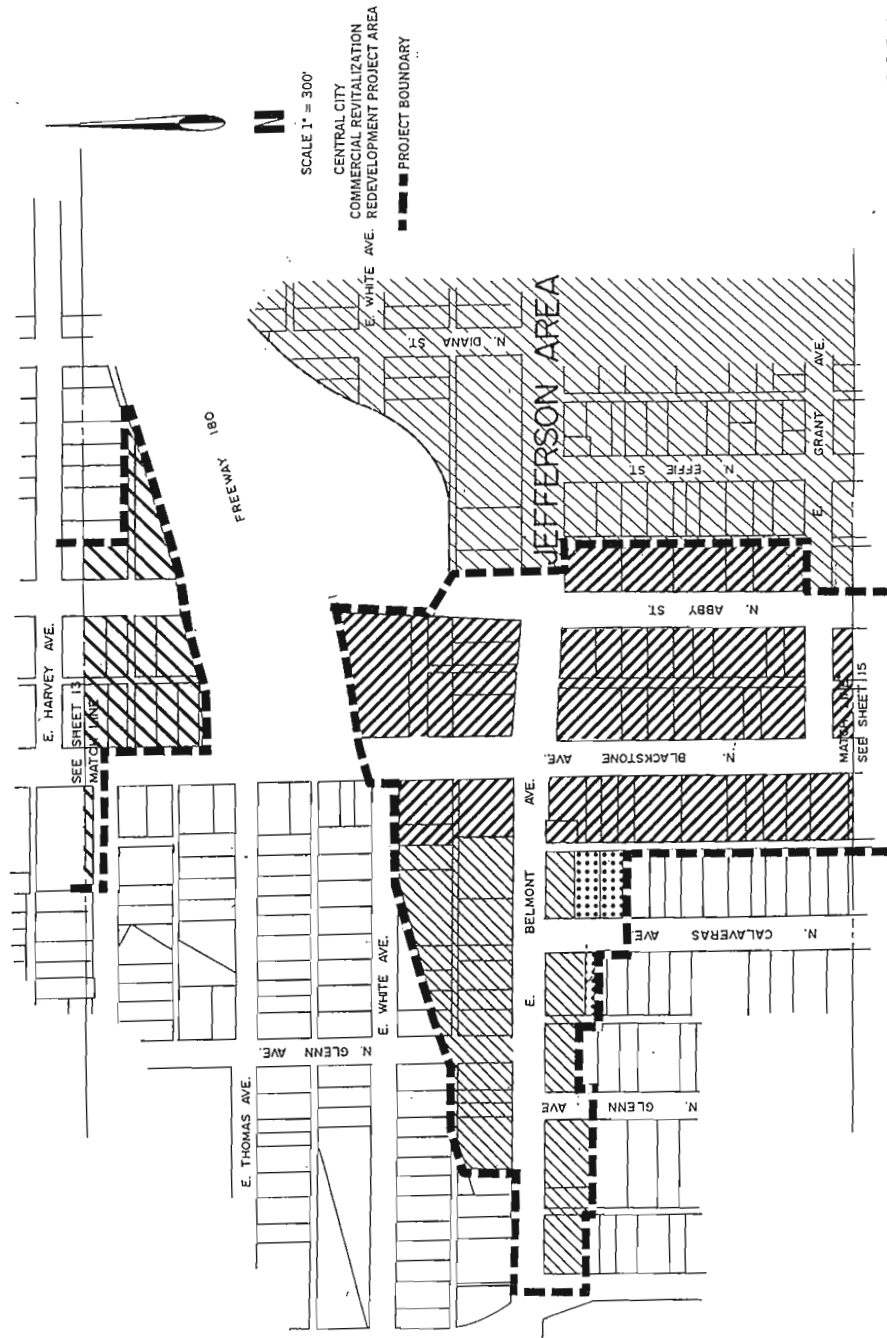 N
SCALE 1" = 300'
CENTRAL CITY
COMMERCIAL REVITALIZATION
REDEVELOPMENT PROJECT AREA
PROJECT BOUNDARY
E. HARVEY AVE.
SEE SHEET 13
MATCH LINE
FREEWAY 180
E. WHITE AVE.
N. DIANA ST.
JEFFERSON AREA
N. EFFIE ST.
E. GRANT AVE.
N. ABBY ST.
N. BLACKSTONE AVE.
MATCH LINE
SEE SHEET 15
E. BELMONT AVE.
N. CALAVERAS AVE.
E. WHITE AVE.
N. GLENN AVE.
E. THOMAS AVE.
N. GLENN AVE.